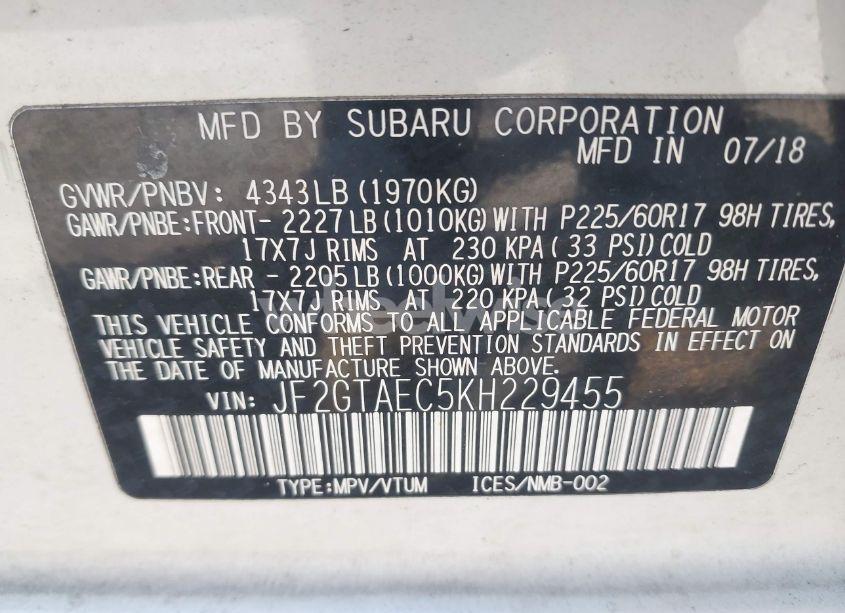 MFD BY SUBARU CORPORATION
MFD IN 07/18
GVWR/PNBV: 4343LB(1970KG)
GAWR/PNBE:FRONT- 2227LB(1010KG)WITH P225/60R17 98H TIRES,
17X7J RIMS AT 230 KPA(33 PSI)COLD
GAWR/PNBE:REAR - 2205LB(1000KG)WITH P225/60R17 98H TIRES,
17X7J RIMS AT 220 KPA(32 PSI)COLD
THIS VEHICLE CONFORMS TO ALL APPLICABLE FEDERAL MOTOR
VEHICLE SAFETY AND THEFT PREVENTION STANDARDS IN EFFECT ON
THE DATE OF MANUFACTURE SHOWN ABOVE.
VIN: JF2GTAEC5KH229455
TYPE:MPV/VTUM ICES/NMB-002